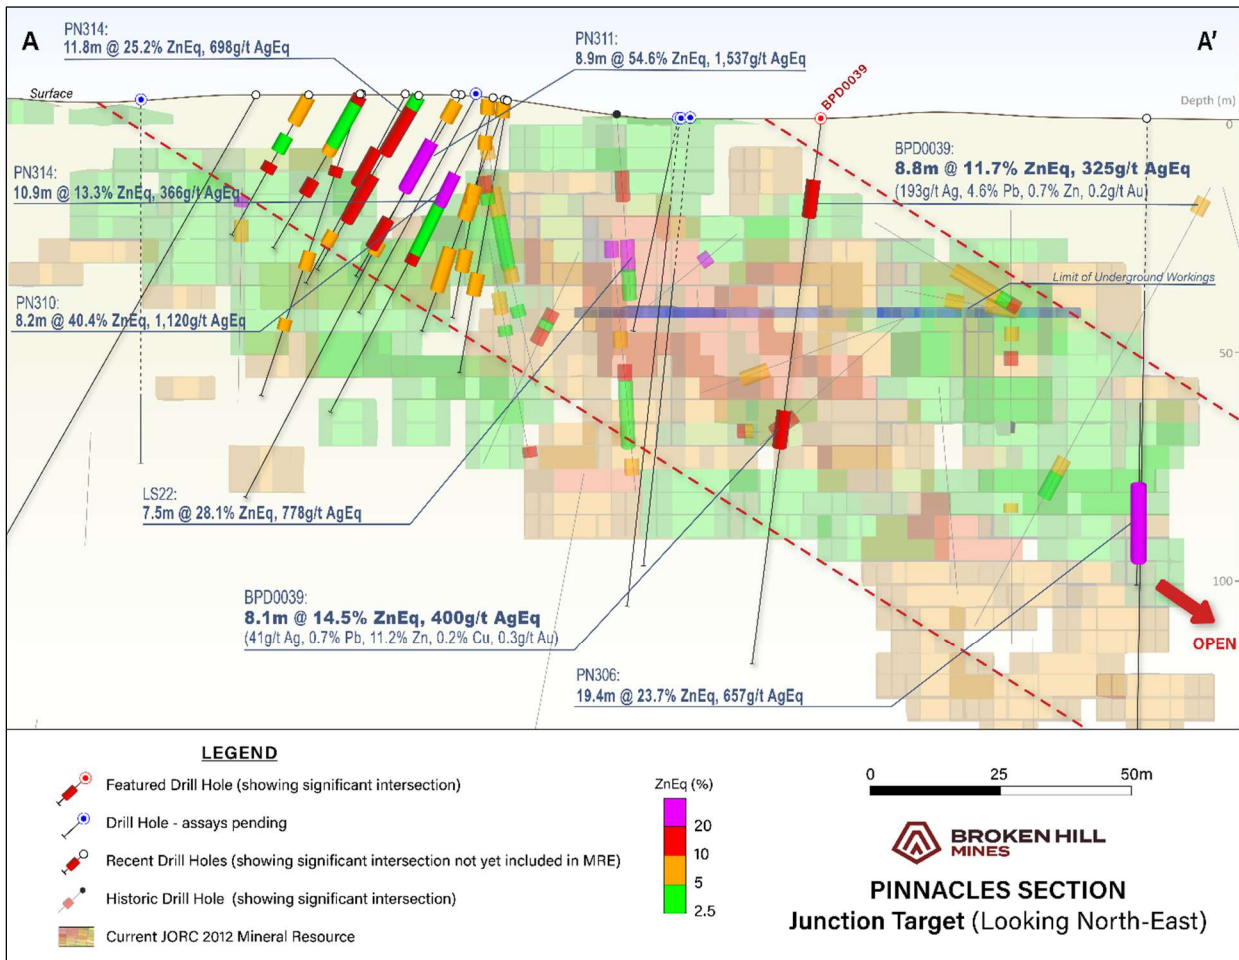 A
A'
PN314:
11.8m @ 25.2% ZnEq, 698g/t AgEq
PN311:
8.9m @ 54.6% ZnEq, 1,537g/t AgEq
BPD0039
Surface
Depth (m)
0
BPD0039:
8.8m @ 11.7% ZnEq, 325g/t AgEq
(193g/t Ag, 4.6% Pb, 0.7% Zn, 0.2g/t Au)
PN314:
10.9m @ 13.3% ZnEq, 366g/t AgEq
Limit of Underground Workings
PN310:
8.2m @ 40.4% ZnEq, 1,120g/t AgEq
50
LS22:
7.5m @ 28.1% ZnEq, 778g/t AgEq
100
BPD0039:
8.1m @ 14.5% ZnEq, 400g/t AgEq
(41g/t Ag, 0.7% Pb, 11.2% Zn, 0.2% Cu, 0.3g/t Au)
OPEN
PN306:
19.4m @ 23.7% ZnEq, 657g/t AgEq
LEGEND
Featured Drill Hole (showing significant intersection)
Drill Hole - assays pending
Recent Drill Holes (showing significant intersection not yet included in MRE)
Historic Drill Hole (showing significant intersection)
Current JORC 2012 Mineral Resource
ZnEq (%)
20
10
5
2.5
0 25 50m
BROKEN HILL
MINES
PINNACLES SECTION
Junction Target (Looking North-East)